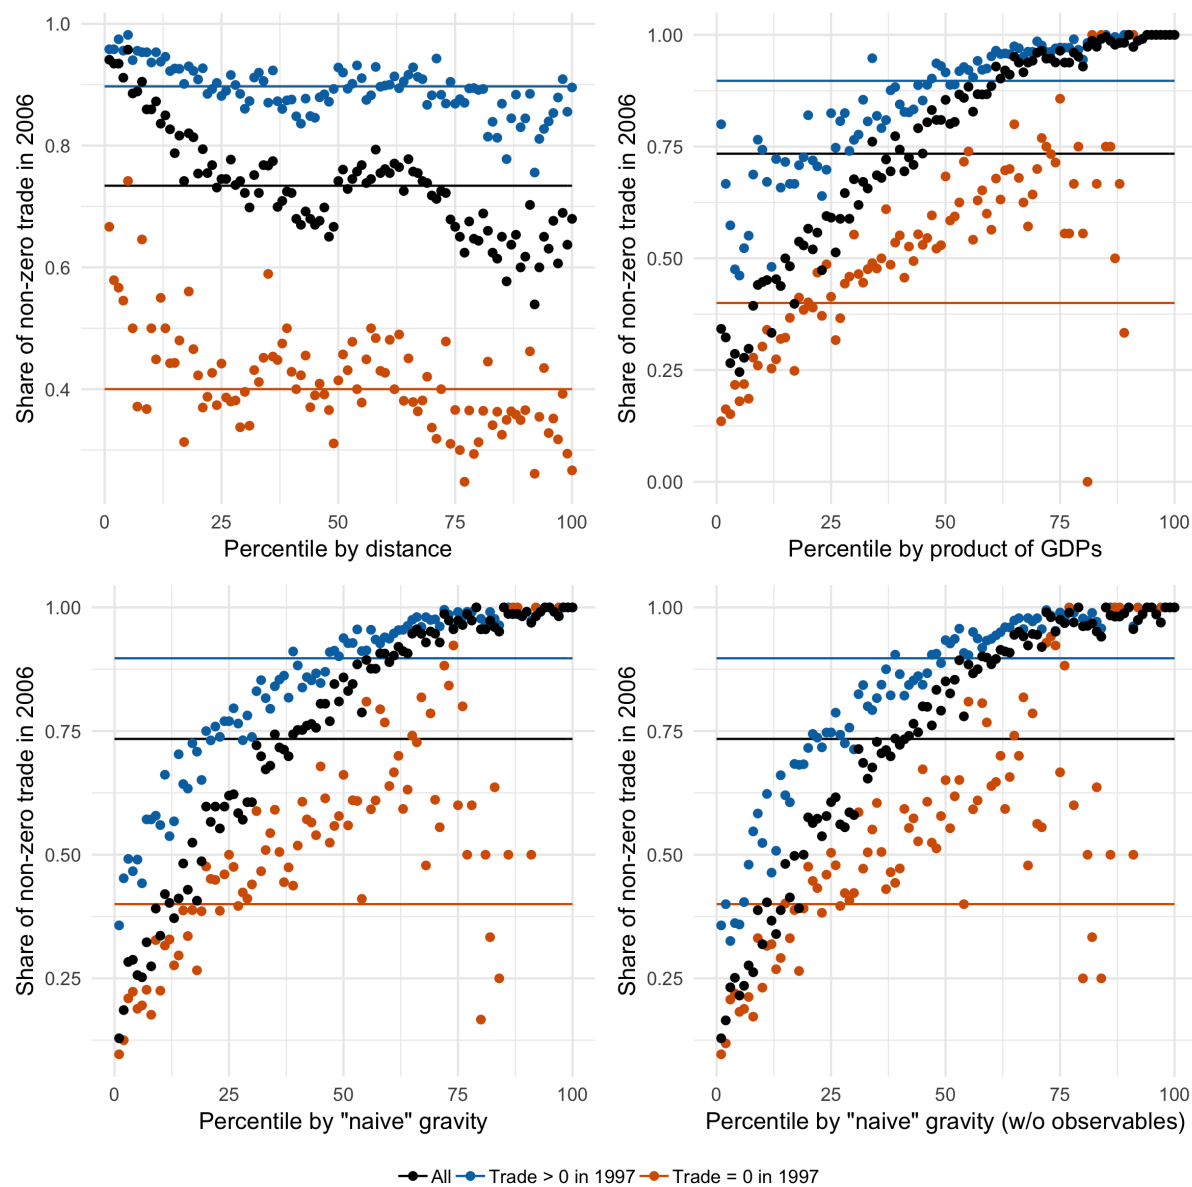 Share of non-zero trade in 2006
1.0
0.8
0.6
0.4
0 25 50 75 100
Percentile by distance
Share of non-zero trade in 2006
1.00
0.75
0.50
0.25
0.00
0 25 50 75 100
Percentile by product of GDPs
Share of non-zero trade in 2006
1.00
0.75
0.50
0.25
0 25 50 75 100
Percentile by "naive" gravity
Share of non-zero trade in 2006
1.00
0.75
0.50
0.25
0 25 50 75 100
Percentile by "naive" gravity (w/o observables)
All Trade > 0 in 1997 Trade = 0 in 1997